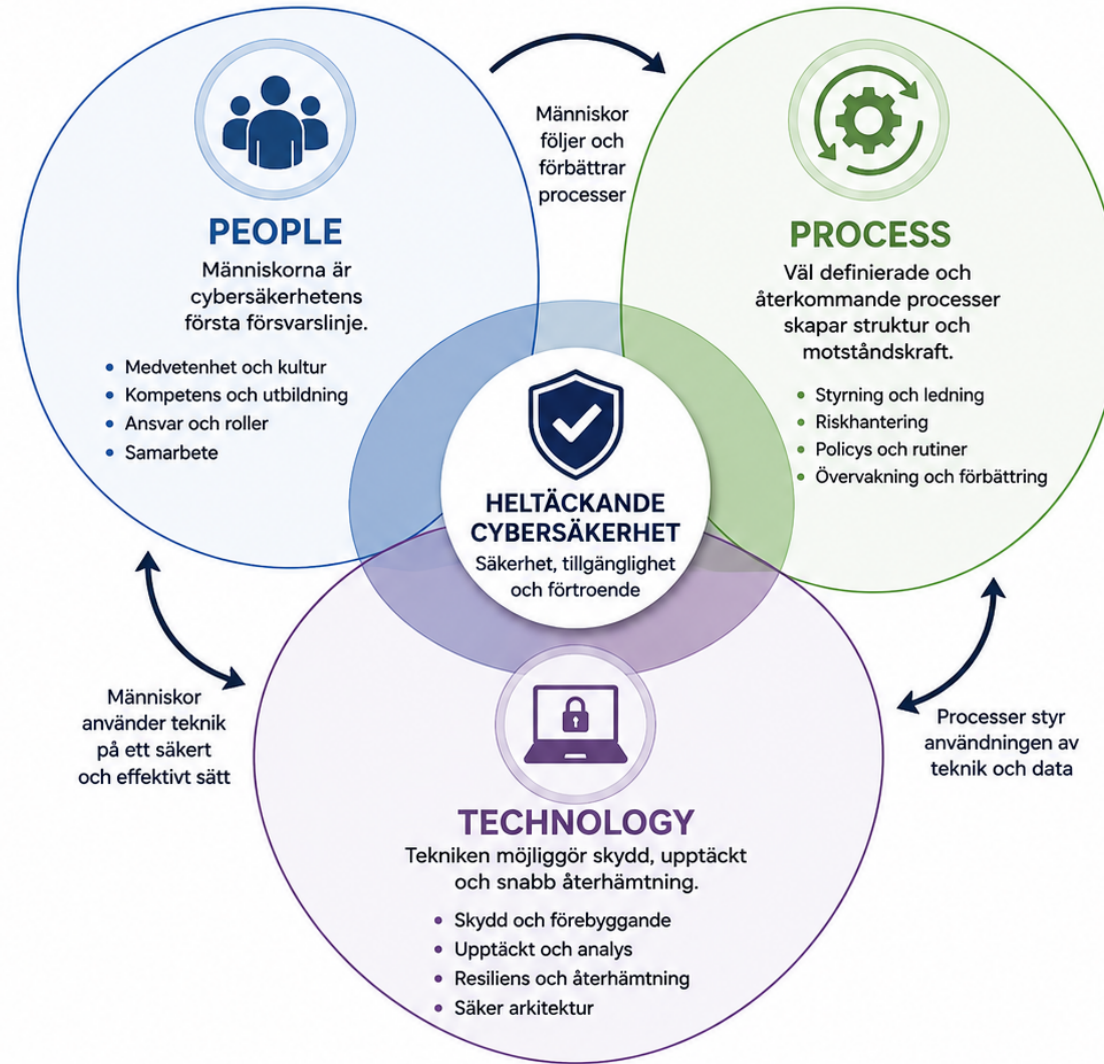 Människor
följer och
förbättrar
processer
PEOPLE
Människorna är
cybersäkerhetens
första försvarslinje.
• Medvetenhet och kultur
• Kompetens och utbildning
• Ansvar och roller
• Samarbete
PROCESS
Väl definierade och
återkommande processer
skapar struktur och
motståndskraft.
• Styrning och ledning
• Riskhantering
• Policys och rutiner
• Övervakning och förbättring
HELTÄCKANDE
CYBERSÄKERHET
Säkerhet, tillgänglighet
och förtroende
Människor
använder teknik
på ett säkert
och effektivt sätt
Processer styr
användningen av
teknik och data
TECHNOLOGY
Tekniken möjliggör skydd, upptäckt
och snabb återhämtning.
• Skydd och förebyggande
• Upptäckt och analys
• Resiliens och återhämtning
• Säker arkitektur